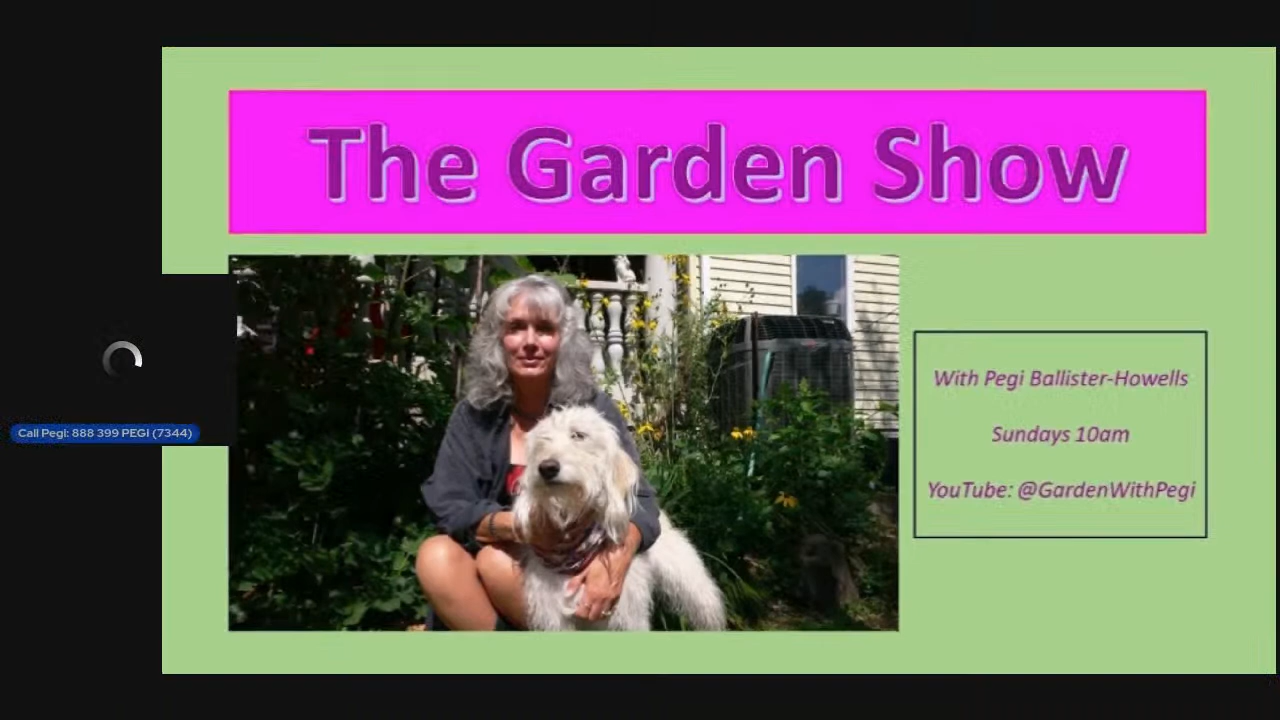 The Garden Show
With Pegi Ballister-Howells
Sundays 10am
YouTube: @GardenWithPegi
Call Pegi: 888 399 PEGI (7344)